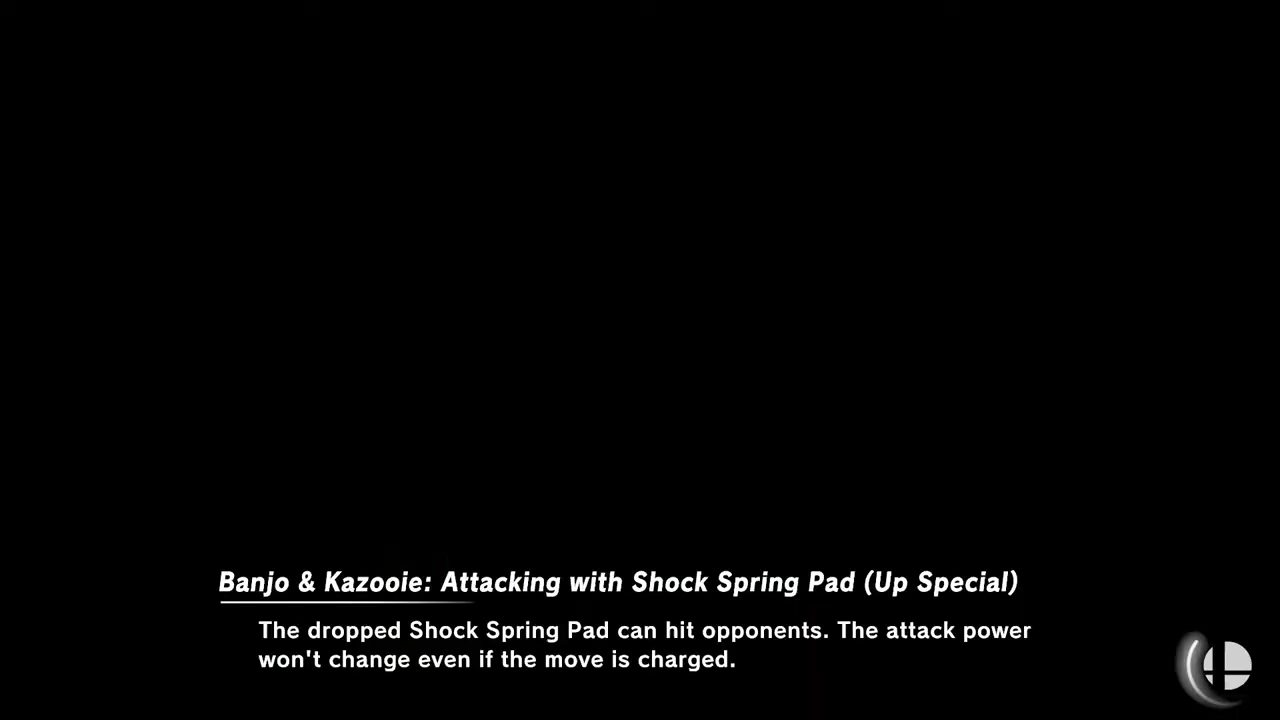 Banjo & Kazooie: Attacking with Shock Spring Pad (Up Special)
The dropped Shock Spring Pad can hit opponents. The attack power
won't change even if the move is charged.